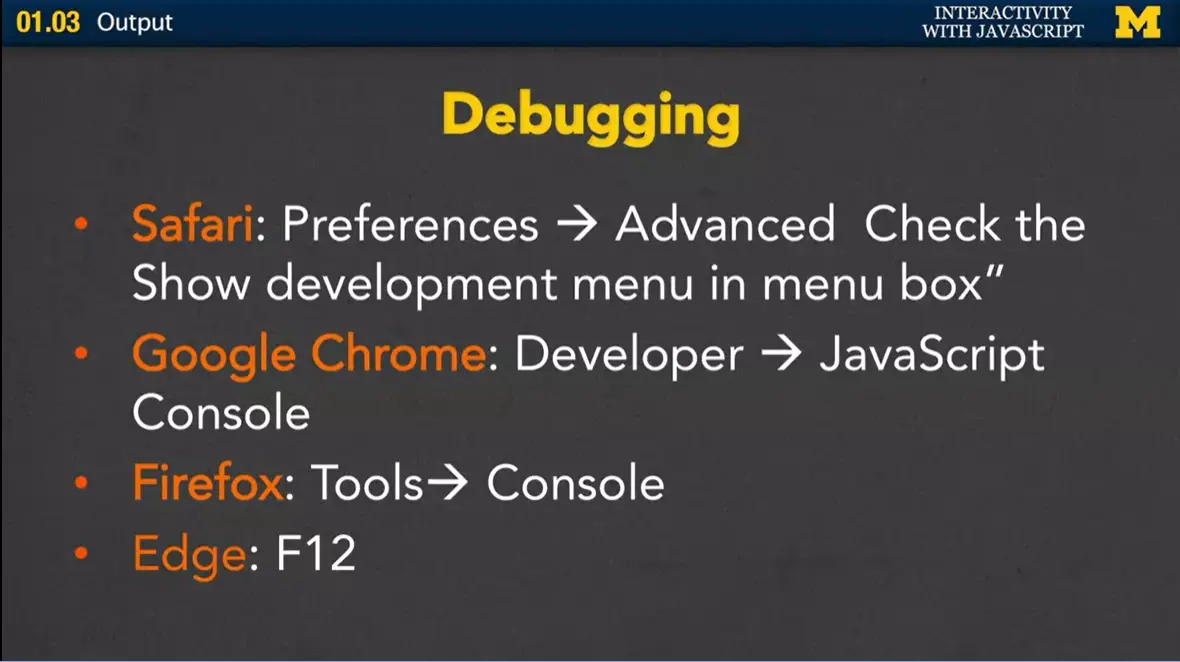 01.03 Output
INTERACTIVITY
WITH JAVASCRIPT
M
Debugging
• Safari: Preferences → Advanced  Check the
Show development menu in menu box”
• Google Chrome: Developer → JavaScript
Console
• Firefox: Tools→ Console
• Edge: F12